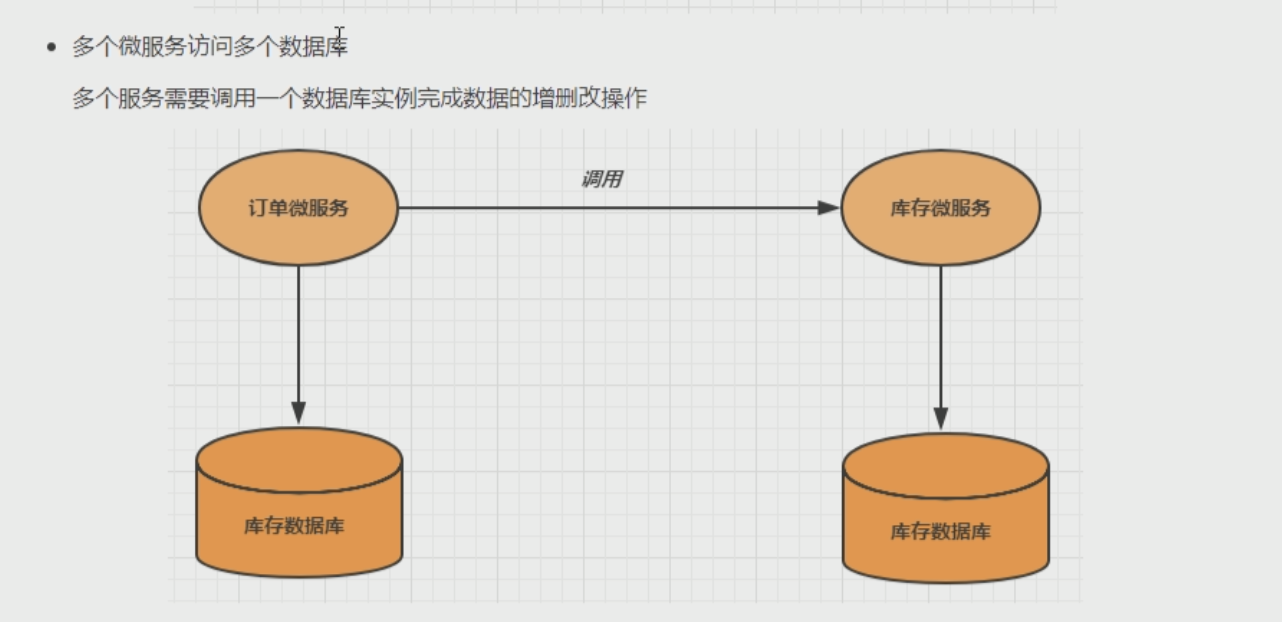 多个微服务访问多个数据库
多个服务需要调用一个数据库实例完成数据的增删改操作
调用
订单微服务
库存微服务
库存数据库
库存数据库